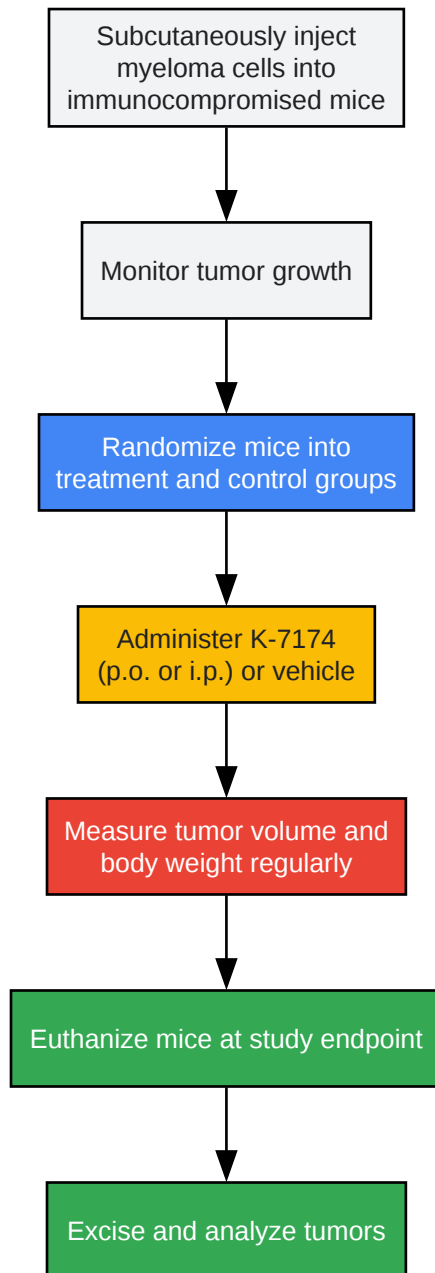 Subcutaneously inject
myeloma cells into
immunocompromised mice
Monitor tumor growth
Randomize mice into
treatment and control groups
Administer K-7174
(p.o. or i.p.) or vehicle
Measure tumor volume and
body weight regularly
Euthanize mice at study endpoint
Excise and analyze tumors